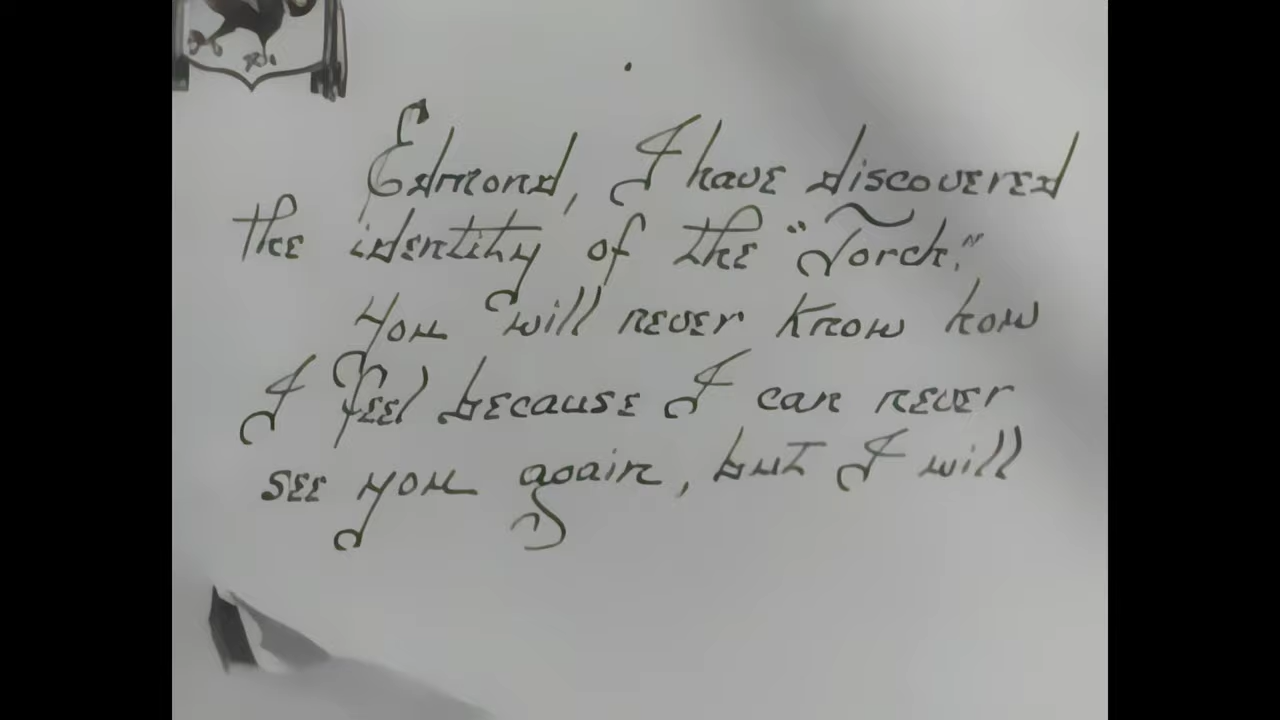 Edmond, I have discovered
the identity of the "Torch."
You will never know how
I feel because I can never
see you again, but I will